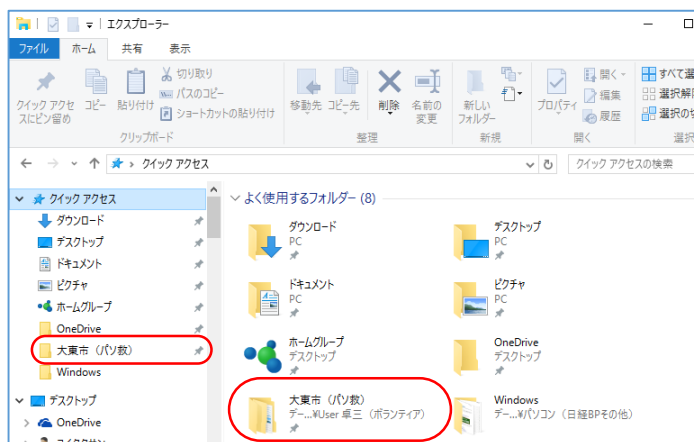 エクスプローラー
ファイル ホーム 共有 表示
クイック アクセスにピン留め
コピー
貼り付け
切り取り
パスのコピー
ショートカットの貼り付け
クリップボード
移動先 コピー先 削除 名前の変更
整理
新しいフォルダー
新規
プロパティ
開く
編集
履歴
開く
すべて選
選択解
選択の
選択
クイック アクセス
クイック アクセスの検索
クイック アクセス
ダウンロード
デスクトップ
ドキュメント
ピクチャ
ホームグループ
OneDrive
大東市（パソ救）
Windows
デスクトップ
OneDrive
よく使用するフォルダー (8)
ダウンロード
PC
デスクトップ
PC
ドキュメント
PC
ピクチャ
PC
ホームグループ
デスクトップ
OneDrive
デスクトップ
大東市（パソ救）
デー...¥User 卓三（ボランティア）
Windows
デー...¥パソコン（日経BPその他）